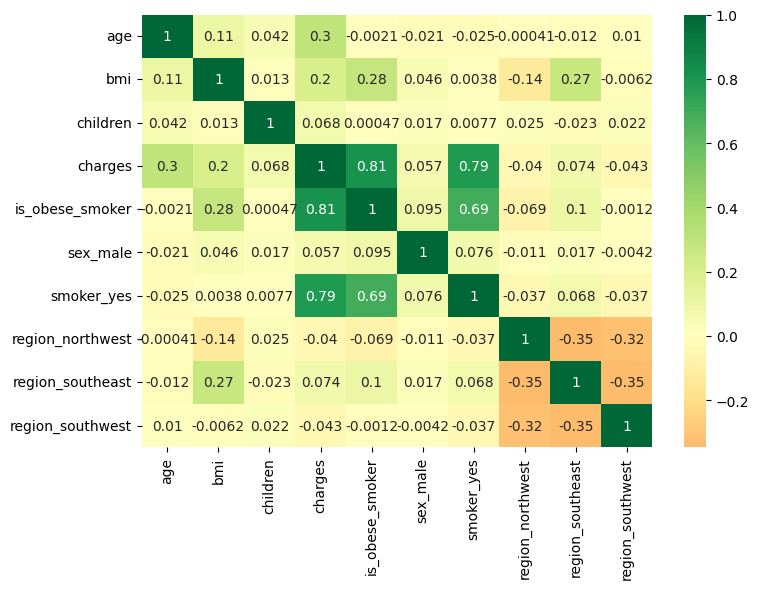 age 1 0.11 0.042 0.3 -0.0021 -0.021 -0.025 -0.00041 -0.012 0.01
bmi 0.11 1 0.013 0.2 0.28 0.046 0.0038 -0.14 0.27 -0.0062
children 0.042 0.013 1 0.068 0.00047 0.017 0.0077 0.025 -0.023 0.022
charges 0.3 0.2 0.068 1 0.81 0.057 0.79 -0.04 0.074 -0.043
is_obese_smoker -0.0021 0.28 0.00047 0.81 1 0.095 0.69 -0.069 0.1 -0.0012
sex_male -0.021 0.046 0.017 0.057 0.095 1 0.076 -0.011 0.017 -0.0042
smoker_yes -0.025 0.0038 0.0077 0.79 0.69 0.076 1 -0.037 0.068 -0.037
region_northwest -0.00041 -0.14 0.025 -0.04 -0.069 -0.011 -0.037 1 -0.35 -0.32
region_southeast -0.012 0.27 -0.023 0.074 0.1 0.017 0.068 -0.35 1 -0.35
region_southwest 0.01 -0.0062 0.022 -0.043 -0.0012 -0.0042 -0.037 -0.32 -0.35 1
age
bmi
children
charges
is_obese_smoker
sex_male
smoker_yes
region_northwest
region_southeast
region_southwest
1.0
0.8
0.6
0.4
0.2
0.0
−0.2